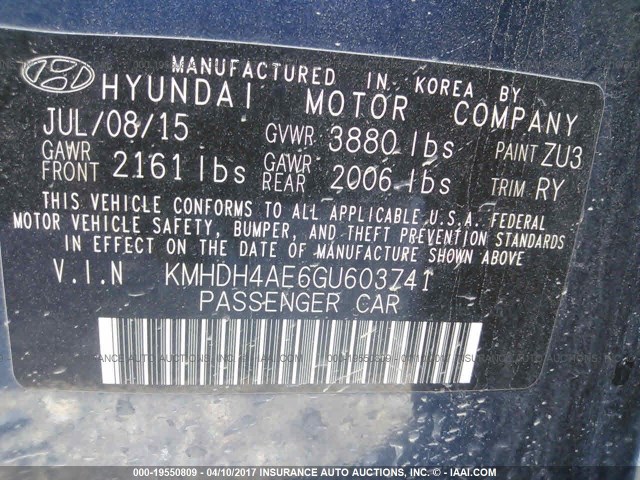 MANUFACTURED IN KOREA BY
HYUNDAI MOTOR COMPANY
JUL/08/15 GVWR 3880 lbs PAINT ZU3
GAWR FRONT 2161 lbs GAWR REAR 2006 lbs TRIM RY
THIS VEHICLE CONFORMS TO ALL APPLICABLE U.S.A. FEDERAL
MOTOR VEHICLE SAFETY, BUMPER, AND THEFT PREVENTION STANDARDS
IN EFFECT ON THE DATE OF MANUFACTURE SHOWN ABOVE.
V.I.N KMHDH4AE6GU603741
PASSENGER CAR
000-19550809 - 04/10/2017 INSURANCE AUTO AUCTIONS, INC. - IAAI.COM